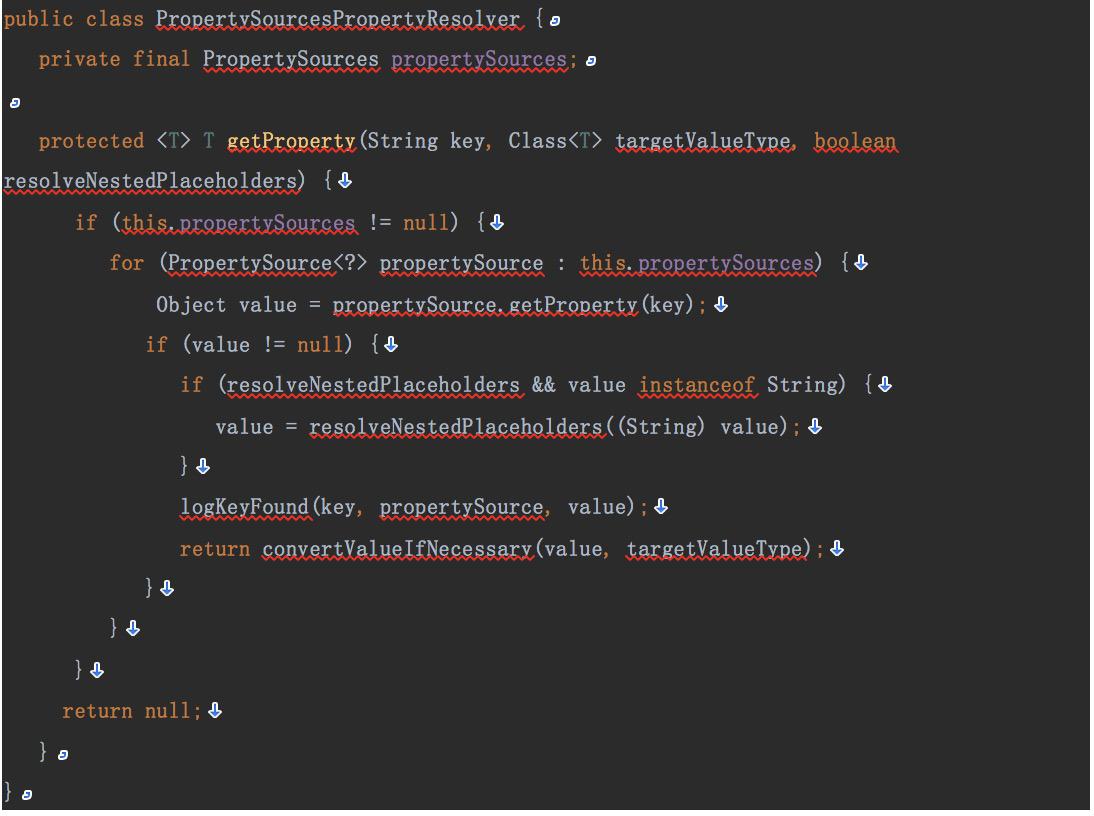 public class PropertySourcesPropertyResolver {
private final PropertySources propertySources;
protected <T> T getProperty(String key, Class<T> targetValueType, boolean
resolveNestedPlaceholders) {
if (this.propertySources != null) {
for (PropertySource<?> propertySource : this.propertySources) {
Object value = propertySource.getProperty(key);
if (value != null) {
if (resolveNestedPlaceholders && value instanceof String) {
value = resolveNestedPlaceholders((String) value);
}
logKeyFound(key, propertySource, value);
return convertValueIfNecessary(value, targetValueType);
}
}
}
return null;
}
}